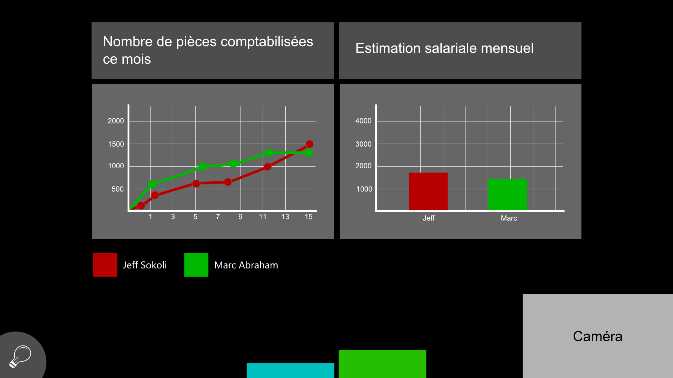 Nombre de pièces comptabilisées
ce mois
Estimation salariale mensuel
2000
1500
1000
500
1 3 5 7 9 11 13 15
4000
3000
2000
1000
Jeff Marc
Jeff Sokoli Marc Abraham
Caméra